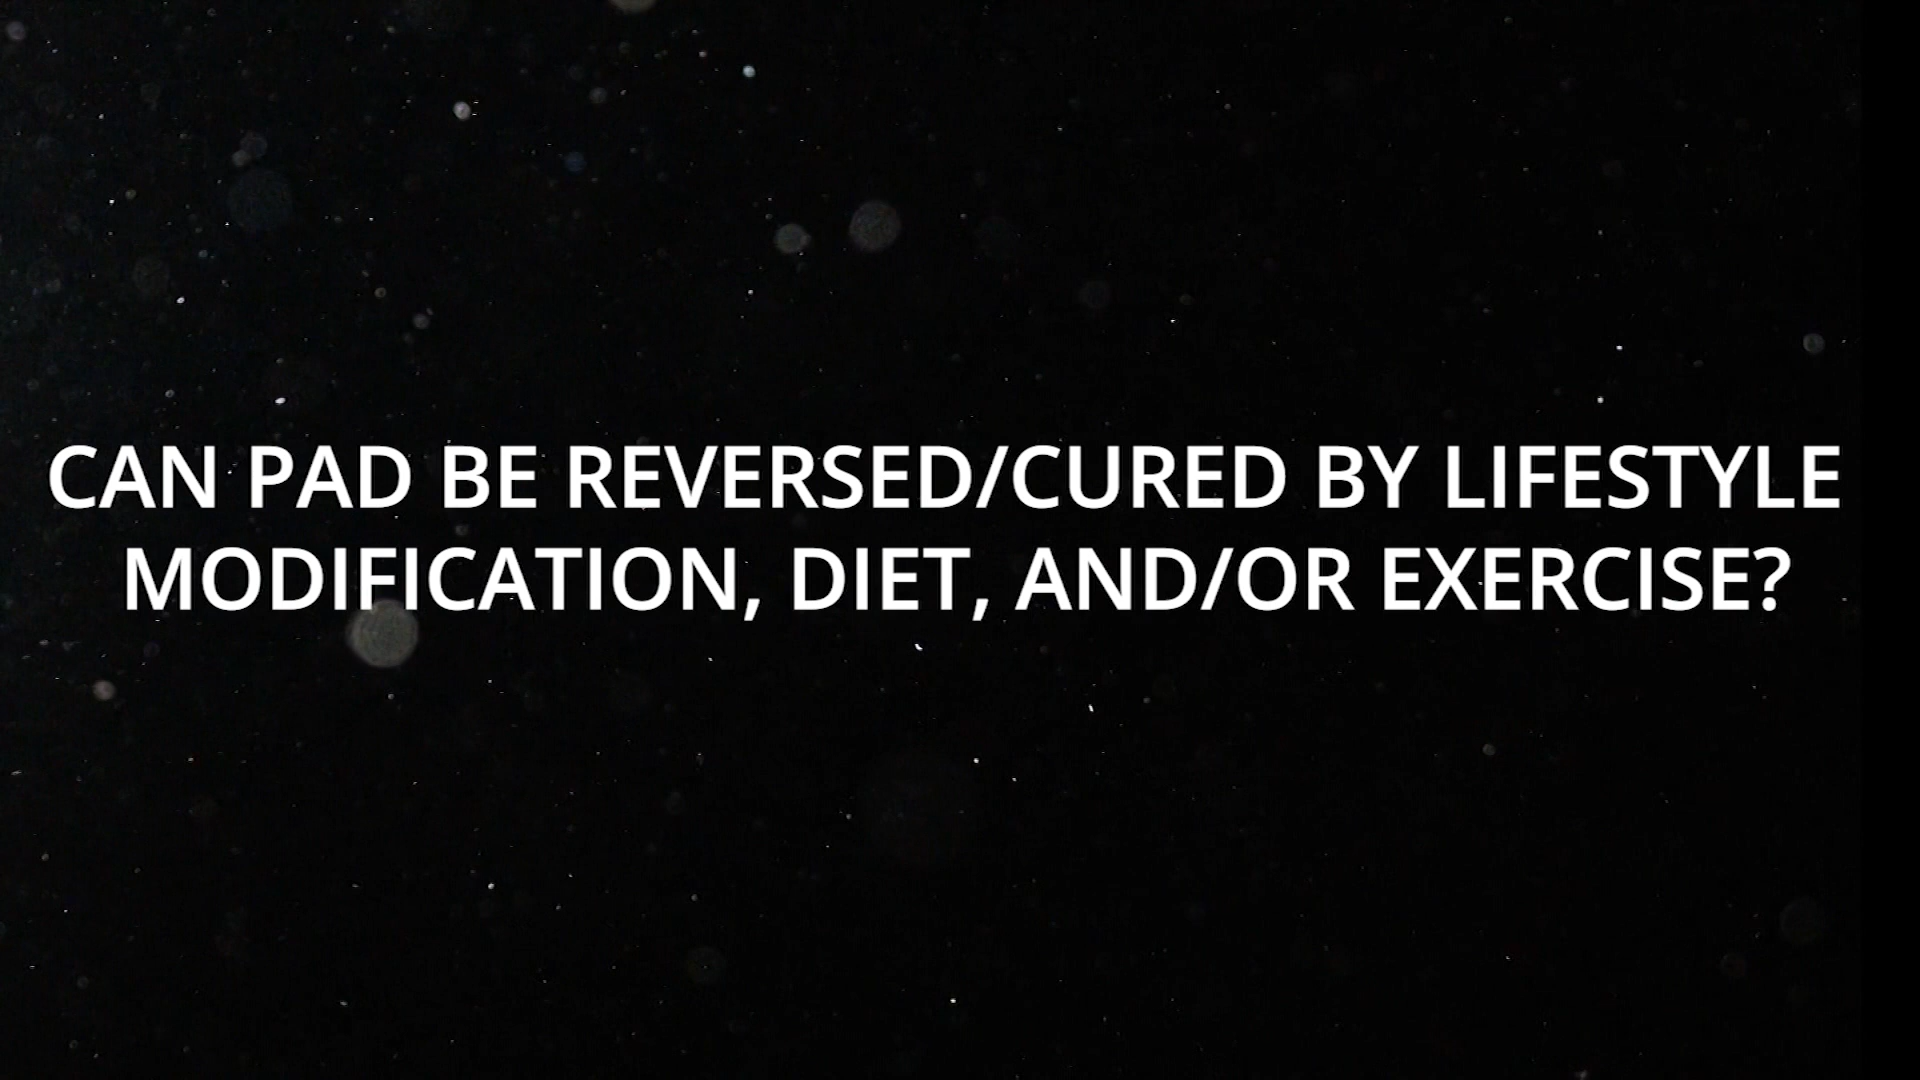 CAN PAD BE REVERSED/CURED BY LIFESTYLE
MODIFICATION, DIET, AND/OR EXERCISE?